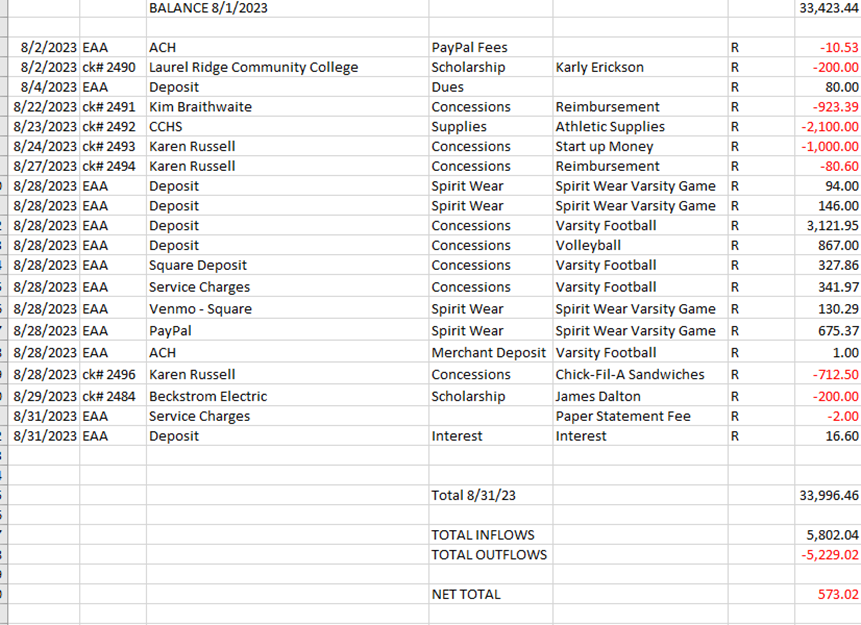 BALANCE 8/1/2023 33,423.44
8/2/2023 EAA ACH PayPal Fees R -10.53
8/2/2023 ck# 2490 Laurel Ridge Community College Scholarship Karly Erickson R -200.00
8/4/2023 EAA Deposit Dues R 80.00
8/22/2023 ck# 2491 Kim Braithwaite Concessions Reimbursement R -923.39
8/23/2023 ck# 2492 CCHS Supplies Athletic Supplies R -2,100.00
8/24/2023 ck# 2493 Karen Russell Concessions Start up Money R -1,000.00
8/27/2023 ck# 2494 Karen Russell Concessions Reimbursement R -80.60
8/28/2023 EAA Deposit Spirit Wear Spirit Wear Varsity Game R 94.00
8/28/2023 EAA Deposit Spirit Wear Spirit Wear Varsity Game R 146.00
8/28/2023 EAA Deposit Concessions Varsity Football R 3,121.95
8/28/2023 EAA Deposit Concessions Volleyball R 867.00
8/28/2023 EAA Square Deposit Concessions Varsity Football R 327.86
8/28/2023 EAA Service Charges Concessions Varsity Football R 341.97
8/28/2023 EAA Venmo - Square Spirit Wear Spirit Wear Varsity Game R 130.29
8/28/2023 EAA PayPal Spirit Wear Spirit Wear Varsity Game R 675.37
8/28/2023 EAA ACH Merchant Deposit Varsity Football R 1.00
8/28/2023 ck# 2496 Karen Russell Concessions Chick-Fil-A Sandwiches R -712.50
8/29/2023 ck# 2484 Beckstrom Electric Scholarship James Dalton R -200.00
8/31/2023 EAA Service Charges Paper Statement Fee R -2.00
8/31/2023 EAA Deposit Interest Interest R 16.60
Total 8/31/23 33,996.46
TOTAL INFLOWS 5,802.04
TOTAL OUTFLOWS -5,229.02
NET TOTAL 573.02